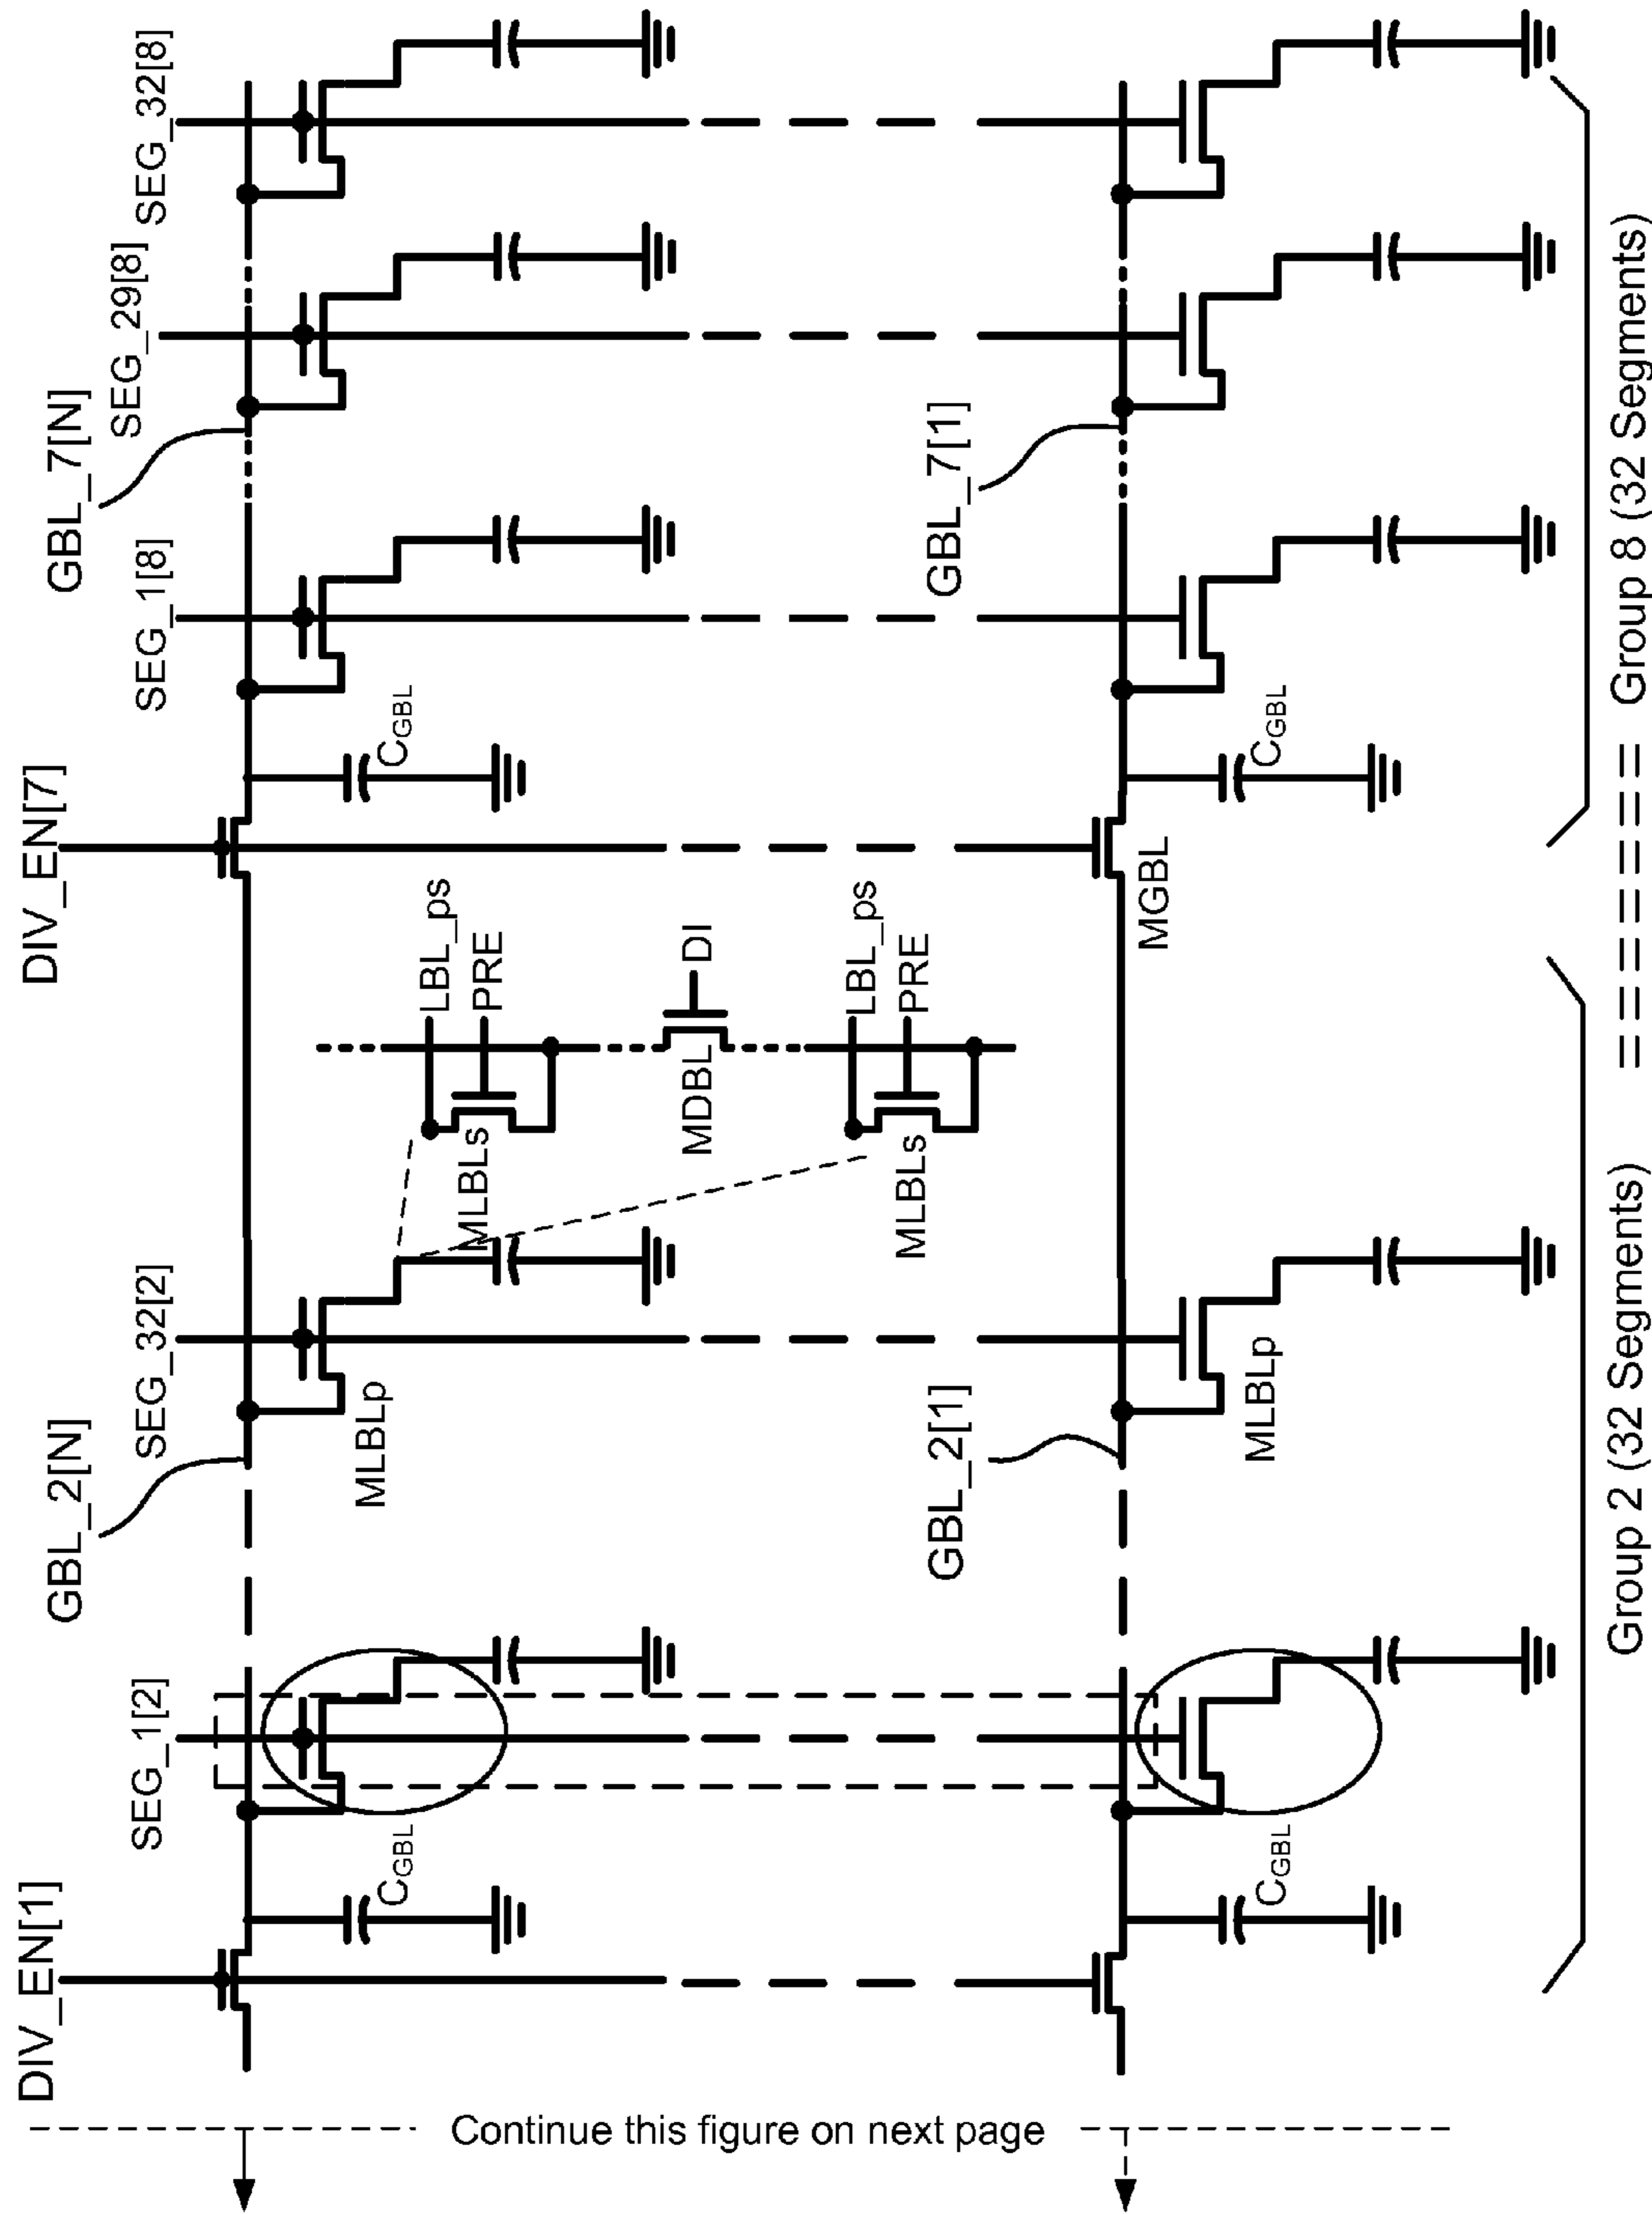 SEG_32[8]
SEG_29[8]
GBL_7[N]
SEG_1[8]
GBL_7[1]
CGBL
CGBL
DIV_EN[7]
LBL_ps
PRE
DI
LBL_ps
PRE
MGBL
MDBL
MLBLs
MLBLs
SEG_32[2]
GBL_2[N]
MLBLp
GBL_2[1]
MLBLp
SEG_1[2]
CGBL
CGBL
DIV_EN[1]
Group 2 (32 Segments) ======= Group 8 (32 Segments)
Continue this figure on next page